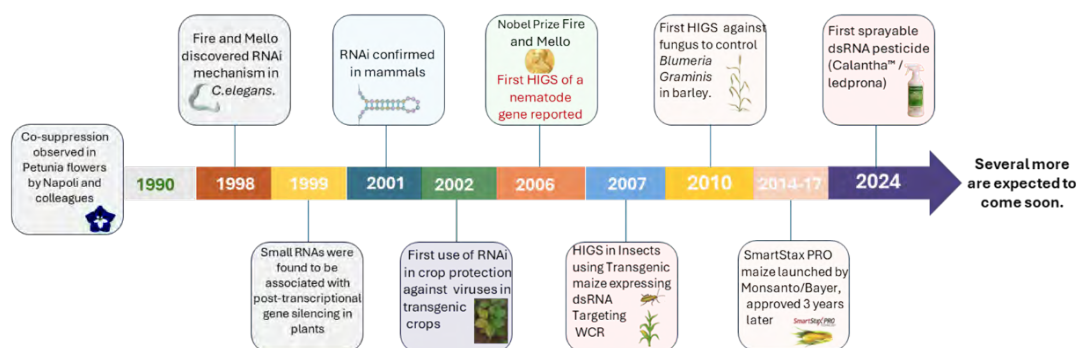 Co-suppression
observed in
Petunia flowers
by Napoli and
colleagues
1990
Fire and Mello
discovered RNAi
mechanism in
C.elegans.
1998
1999
Small RNAs were
found to be
associated with
post-transcriptional
gene silencing in
plants
RNAi confirmed
in mammals
2001
2002
First use of RNAi
in crop protection
against viruses in
transgenic
crops
Nobel Prize Fire
and Mello
First HIGS of a
nematode
gene reported
2006
2007
HIGS in Insects
using Transgenic
maize expressing
dsRNA
Targeting
WCR
First HIGS against
fungus to control
Blumeria
Graminis
in barley.
2010
2014-17
SmartStax PRO
maize launched by
Monsanto/Bayer,
approved 3 years
later
SmartStax PRO
First sprayable
dsRNA pesticide
(Calantha™ /
ledprona)
2024
Several more
are expected to
come soon.